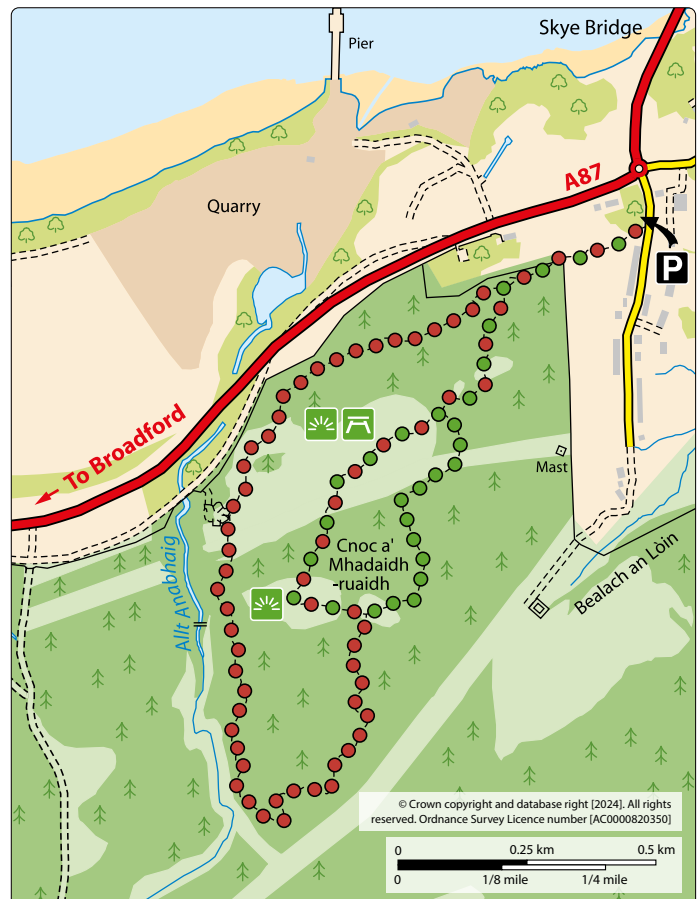 Skye Bridge
Pier
A87
Quarry
P
To Broadford
Mast
Cnoc a'
Mhadaidh
-ruaidh
Allt Anabhaig
Bealach an Lòin
© Crown copyright and database right [2024]. All rights
reserved. Ordnance Survey Licence number [AC0000820350]
0 0.25 km 0.5 km
0 1/8 mile 1/4 mile